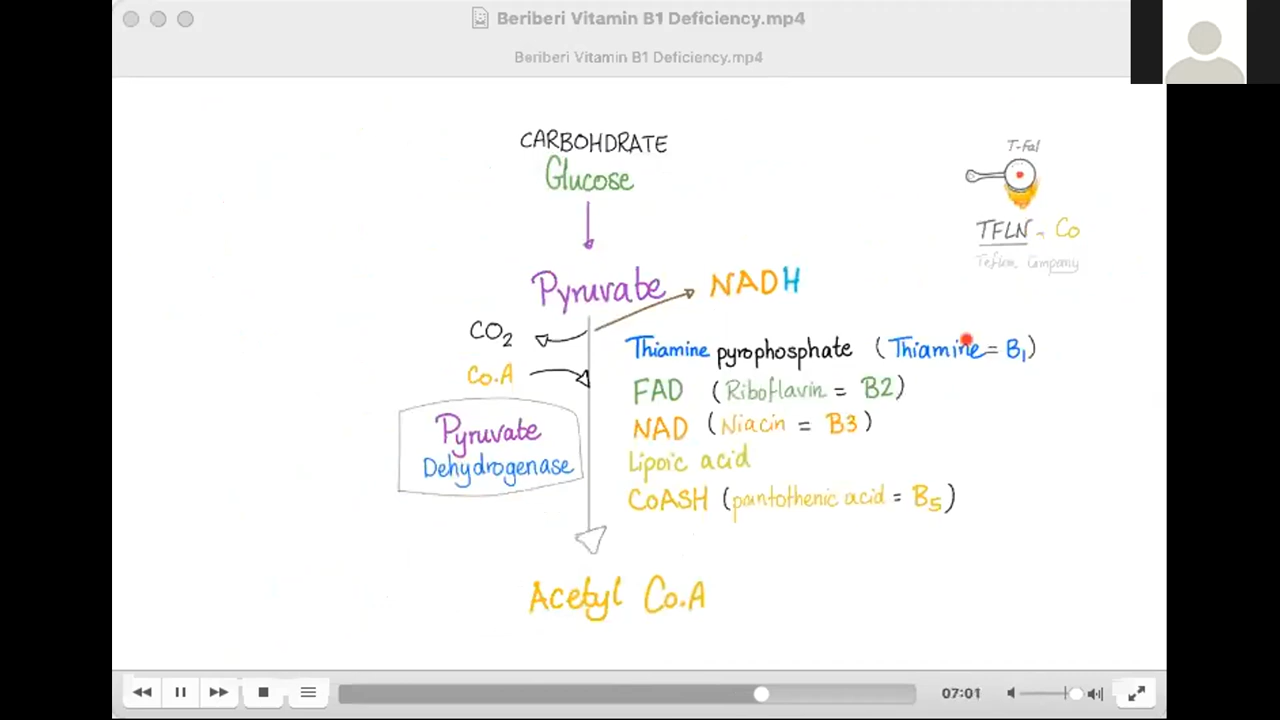 Beriberi Vitamin B1 Deficiency.mp4
Beriberi Vitamin B1 Deficiency.mp4
CARBOHDRATE
Glucose
T-Fal
TFLN - Co
Teflon Company
Pyruvate
NADH
CO2
Thiamine pyrophosphate (Thiamine = B1)
Co.A
FAD (Riboflavin = B2)
NAD (Niacin = B3)
Pyruvate
Dehydrogenase
Lipoic acid
CoASH (pantothenic acid = B5)
Acetyl Co.A
07:01